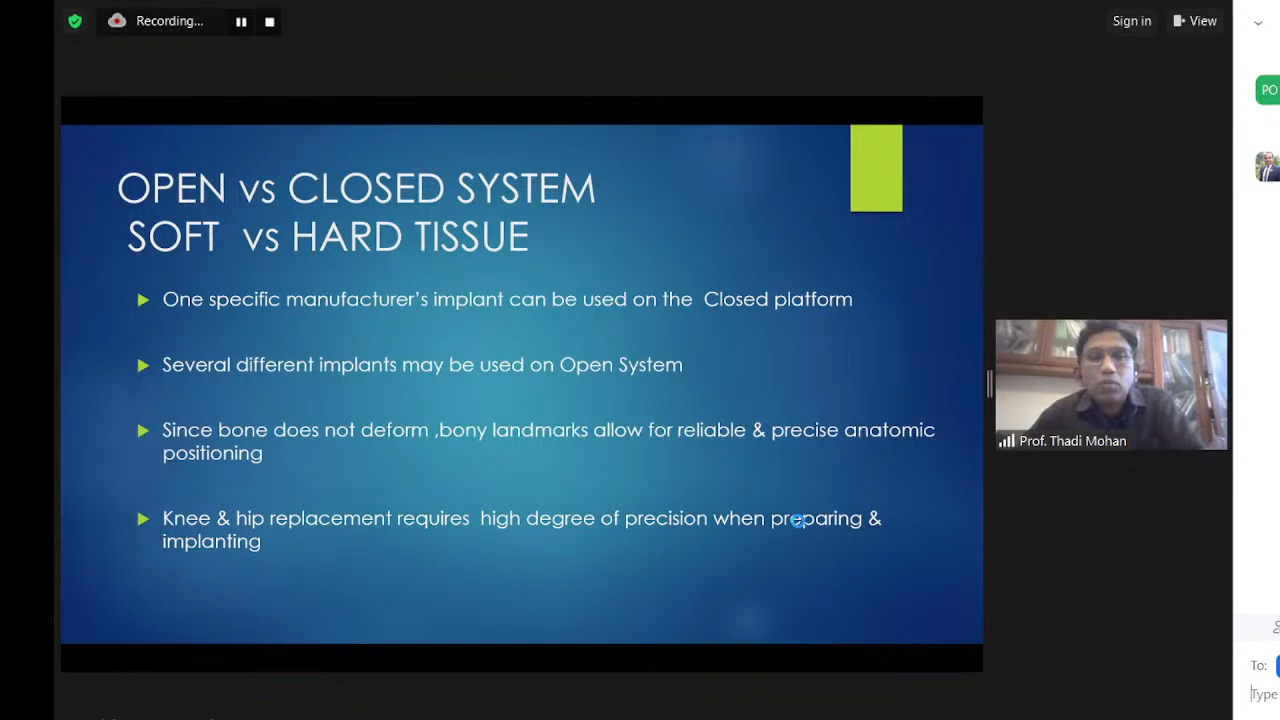 Recording...
Sign in
View
PO
OPEN vs CLOSED SYSTEM
SOFT vs HARD TISSUE
One specific manufacturer's implant can be used on the Closed platform
Several different implants may be used on Open System
Since bone does not deform ,bony landmarks allow for reliable & precise anatomic
positioning
Knee & hip replacement requires high degree of precision when preparing &
implanting
Prof. Thadi Mohan
To:
Type